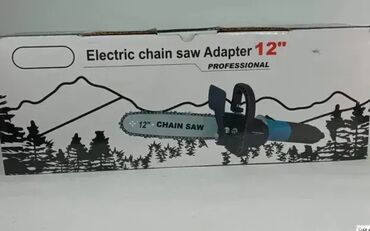 Electric chain saw Adapter 12"
PROFESSIONAL
12" CHAIN SAW